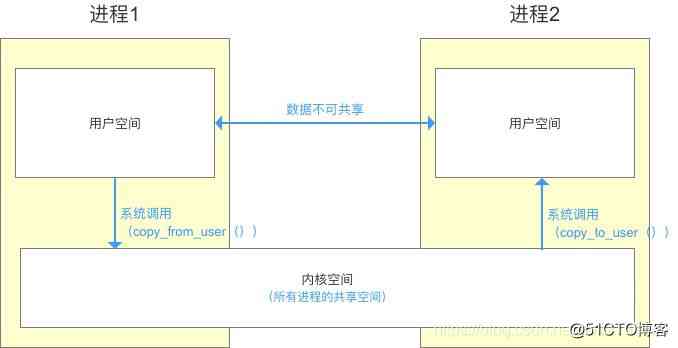 进程1
进程2
数据不可共享
用户空间
用户空间
系统调用
（copy_from_user（））
系统调用
（copy_to_user（））
内核空间
（所有进程的共享空间）
@51CTO博客